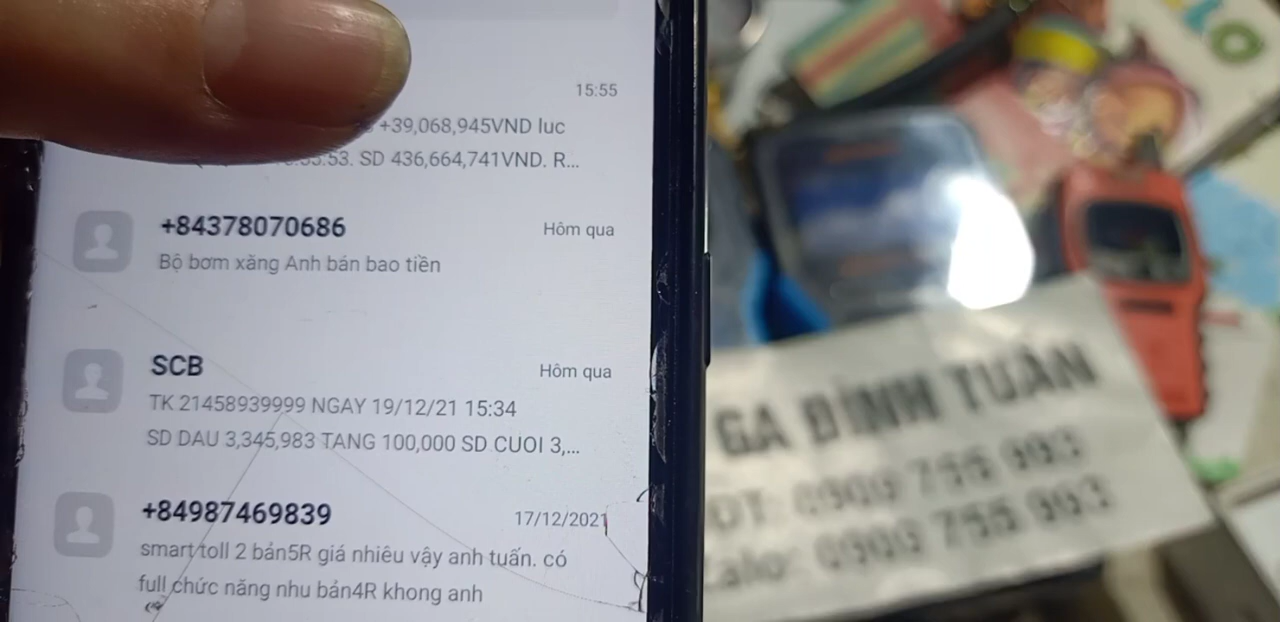 15:55
+39,068,945VND luc
53. SD 436,664,741VND. R...
+84378070686
Hôm qua
Bộ bơm xăng Anh bán bao tiền
SCB
Hôm qua
TK 21458939999 NGAY 19/12/21 15:34
SD DAU 3,345,983 TANG 100,000 SD CUOI 3,...
+84987469839
17/12/2021
smart toll 2 bản5R giá nhiêu vậy anh tuấn. có
full chức năng nhu bản4R khong anh
GA ĐÌNH TUẤN
DT: 0909 755 993
Zalo: 0909 755 993